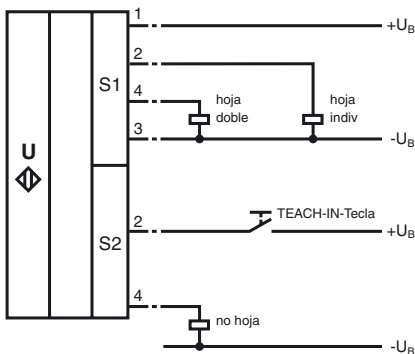 1
+UB
2
S1
4
hoja
doble
hoja
indiv
3
-UB
U
2
TEACH-IN-Tecla
+UB
S2
4
no hoja
-UB